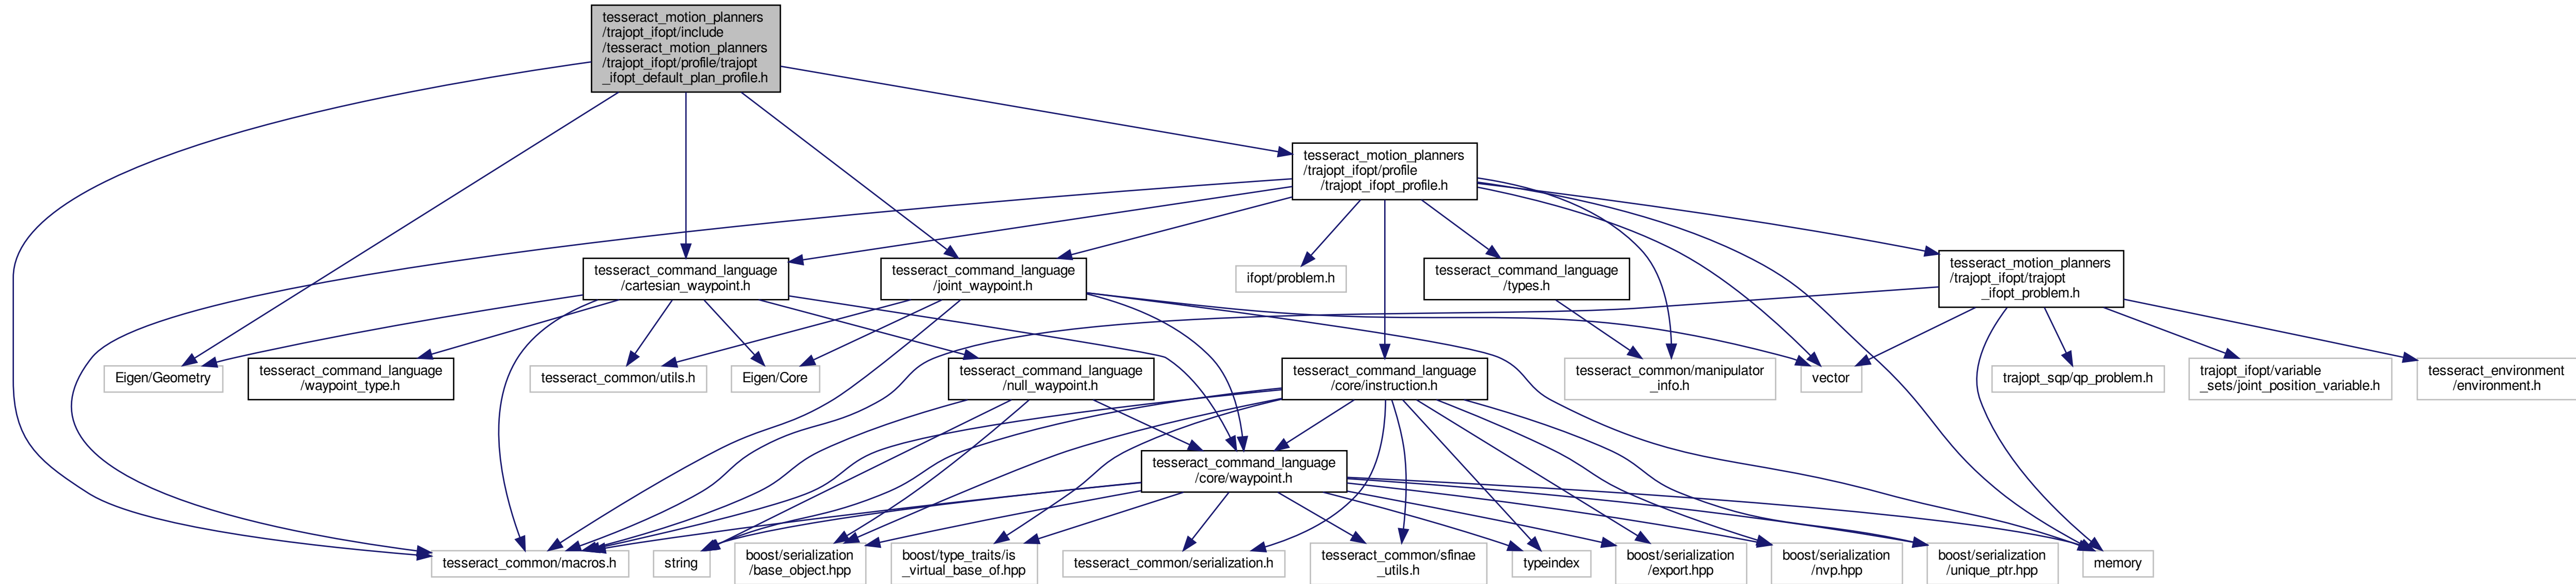 tesseract_motion_planners
/trajopt_ifopt/include
/tesseract_motion_planners
/trajopt_ifopt/profile/trajopt
_ifopt_default_plan_profile.h
tesseract_motion_planners
/trajopt_ifopt/profile
/trajopt_ifopt_profile.h
tesseract_command_language
/cartesian_waypoint.h
tesseract_command_language
/joint_waypoint.h
ifopt/problem.h
tesseract_command_language
/types.h
tesseract_motion_planners
/trajopt_ifopt/trajopt
_ifopt_problem.h
Eigen/Geometry
tesseract_command_language
/waypoint_type.h
tesseract_common/utils.h
Eigen/Core
tesseract_command_language
/null_waypoint.h
tesseract_command_language
/core/instruction.h
tesseract_common/manipulator
_info.h
vector
trajopt_sqp/qp_problem.h
trajopt_ifopt/variable
_sets/joint_position_variable.h
tesseract_environment
/environment.h
tesseract_command_language
/core/waypoint.h
tesseract_common/macros.h
string
boost/serialization
/base_object.hpp
boost/type_traits/is
_virtual_base_of.hpp
tesseract_common/serialization.h
tesseract_common/sfinae
_utils.h
typeindex
boost/serialization
/export.hpp
boost/serialization
/nvp.hpp
boost/serialization
/unique_ptr.hpp
memory